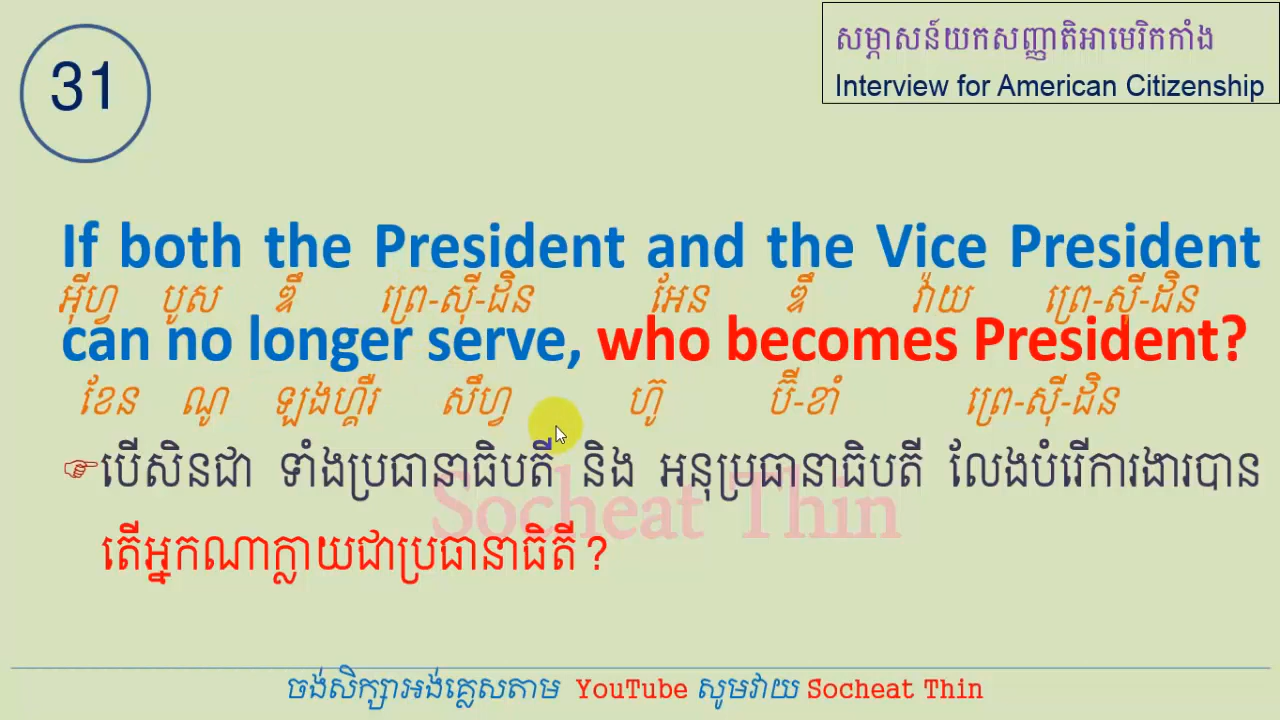 31
សម្ភាសន៍យកសញ្ញាតិអាមេរិកកាំង
Interview for American Citizenship
If both the President and the Vice President
អ៊ីហ្វ បូស ឌឹ ព្រេ-ស៊ី-ដិន អែន ឌឹ វ៉ាយ ព្រេ-ស៊ី-ដិន
can no longer serve, who becomes President?
ខែន ណូ ឡងហ្គឺរ សឹហ្វ ហ៊ូ ប៊ី-ខាំ ព្រេ-ស៊ី-ដិន
☞បើសិនជា ទាំងប្រធានាធិបតី និង អនុប្រធានាធិបតី លែងបំរើការងារបាន
Socheat Thin
តើអ្នកណាក្លាយជាប្រធានាធិតី?
ចង់សិក្សាអង់គ្លេសតាម YouTube សូមវាយ Socheat Thin